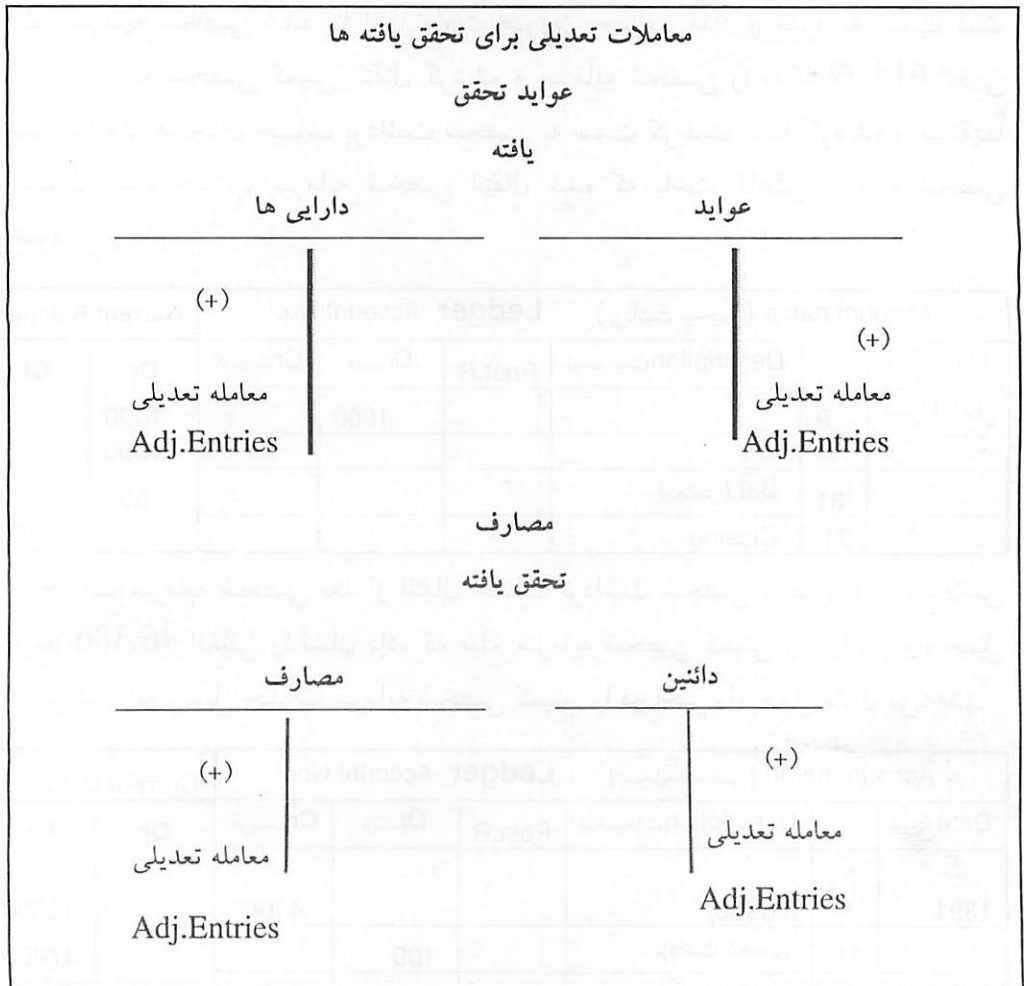 معاملات تعدیلی برای تحقق یافته ها
عواید تحقق
یافته
عواید
دارایی ها
(+)
(+)
معامله تعدیلی
معامله تعدیلی
Adj.Entries
Adj.Entries
مصارف
تحقق یافته
دائنین
مصارف
(+)
(+)
معامله تعدیلی
معامله تعدیلی
Adj.Entries
Adj.Entries